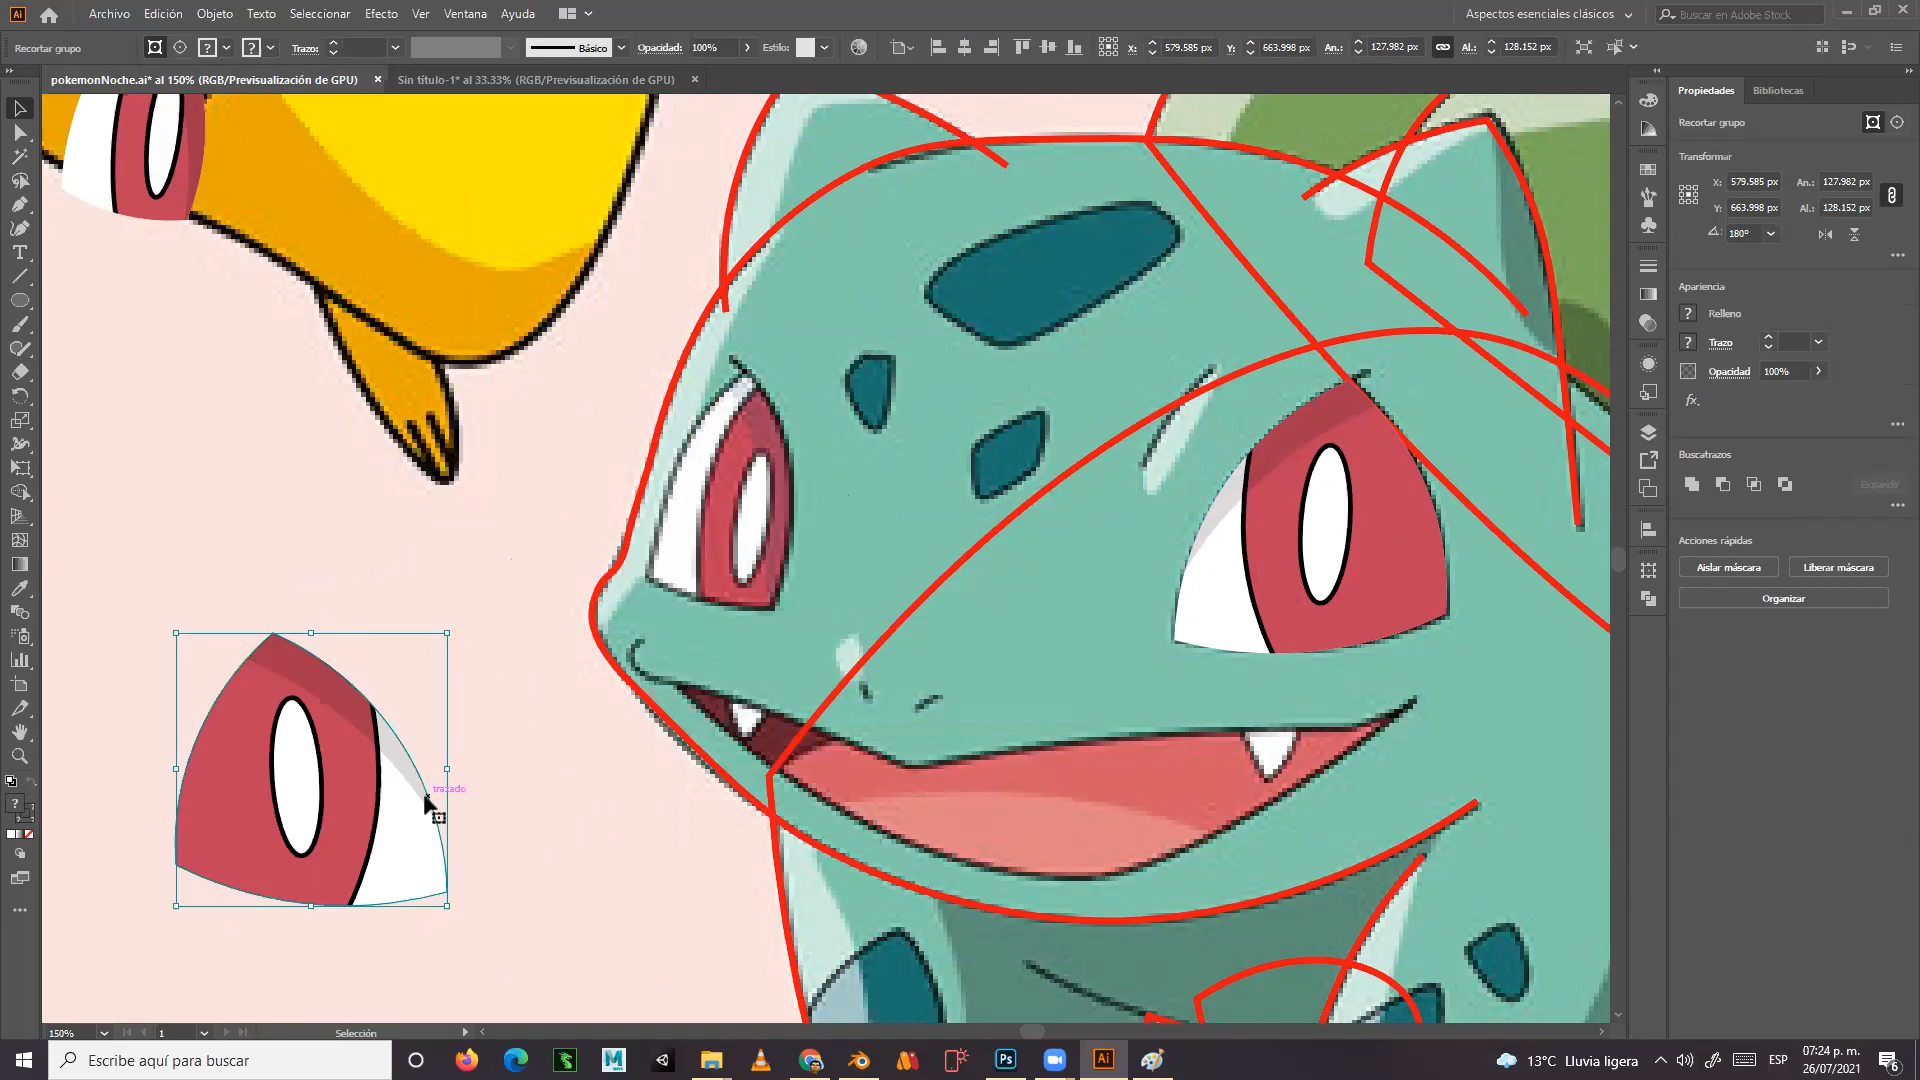 Ai Archivo Edición Objeto Texto Seleccionar Efecto Ver Ventana Ayuda Aspectos esenciales clásicos Buscar en Adobe Stock
Recortar grupo ? ? Trazo: Básico Opacidad: 100% Estilo: X: 579.585 px Y: 663.998 px An.: 127.982 px Al.: 128.152 px
pokemonNoche.ai* al 150% (RGB/Previsualización de GPU) × Sin título-1* al 33.33% (RGB/Previsualización de GPU) ×
Propiedades Bibliotecas
Recortar grupo
Transformar
X: 579.585 px An.: 127.982 px
Y: 663.998 px Al.: 128.152 px
180°
Apariencia
? Relleno
? Trazo
Opacidad 100%
fx.
Buscatrazos
Expandir
Acciones rápidas
Aislar máscara Liberar máscara
Organizar
trazado
150% 1 Selección
Escribe aquí para buscar Ps Ai 13°C Lluvia ligera ESP 07:24 p. m.
26/07/2021 6